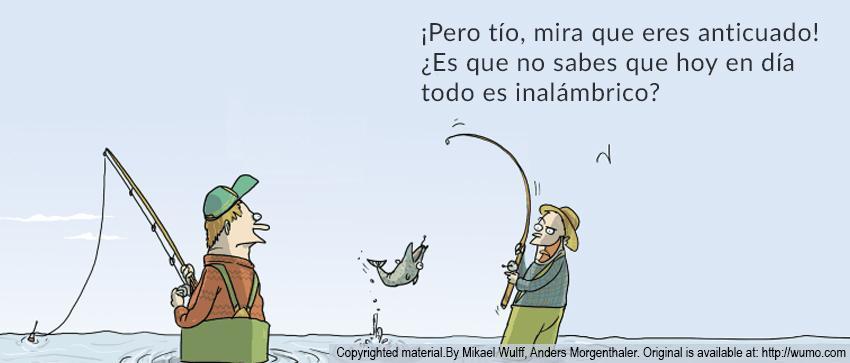 ¡Pero tío, mira que eres anticuado!
¿Es que no sabes que hoy en día
todo es inalámbrico?
Copyrighted material.By Mikael Wulff, Anders Morgenthaler. Original is available at: http://wumo.com